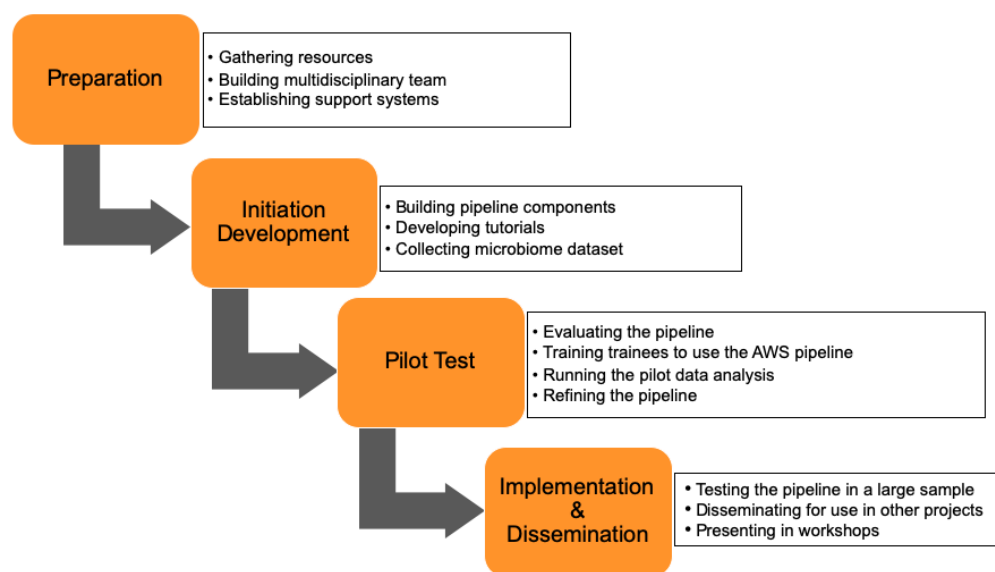 Preparation
• Gathering resources
• Building multidisciplinary team
• Establishing support systems
Initiation
Development
• Building pipeline components
• Developing tutorials
• Collecting microbiome dataset
Pilot Test
• Evaluating the pipeline
• Training trainees to use the AWS pipeline
• Running the pilot data analysis
• Refining the pipeline
Implementation
&
Dissemination
• Testing the pipeline in a large sample
• Disseminating for use in other projects
• Presenting in workshops